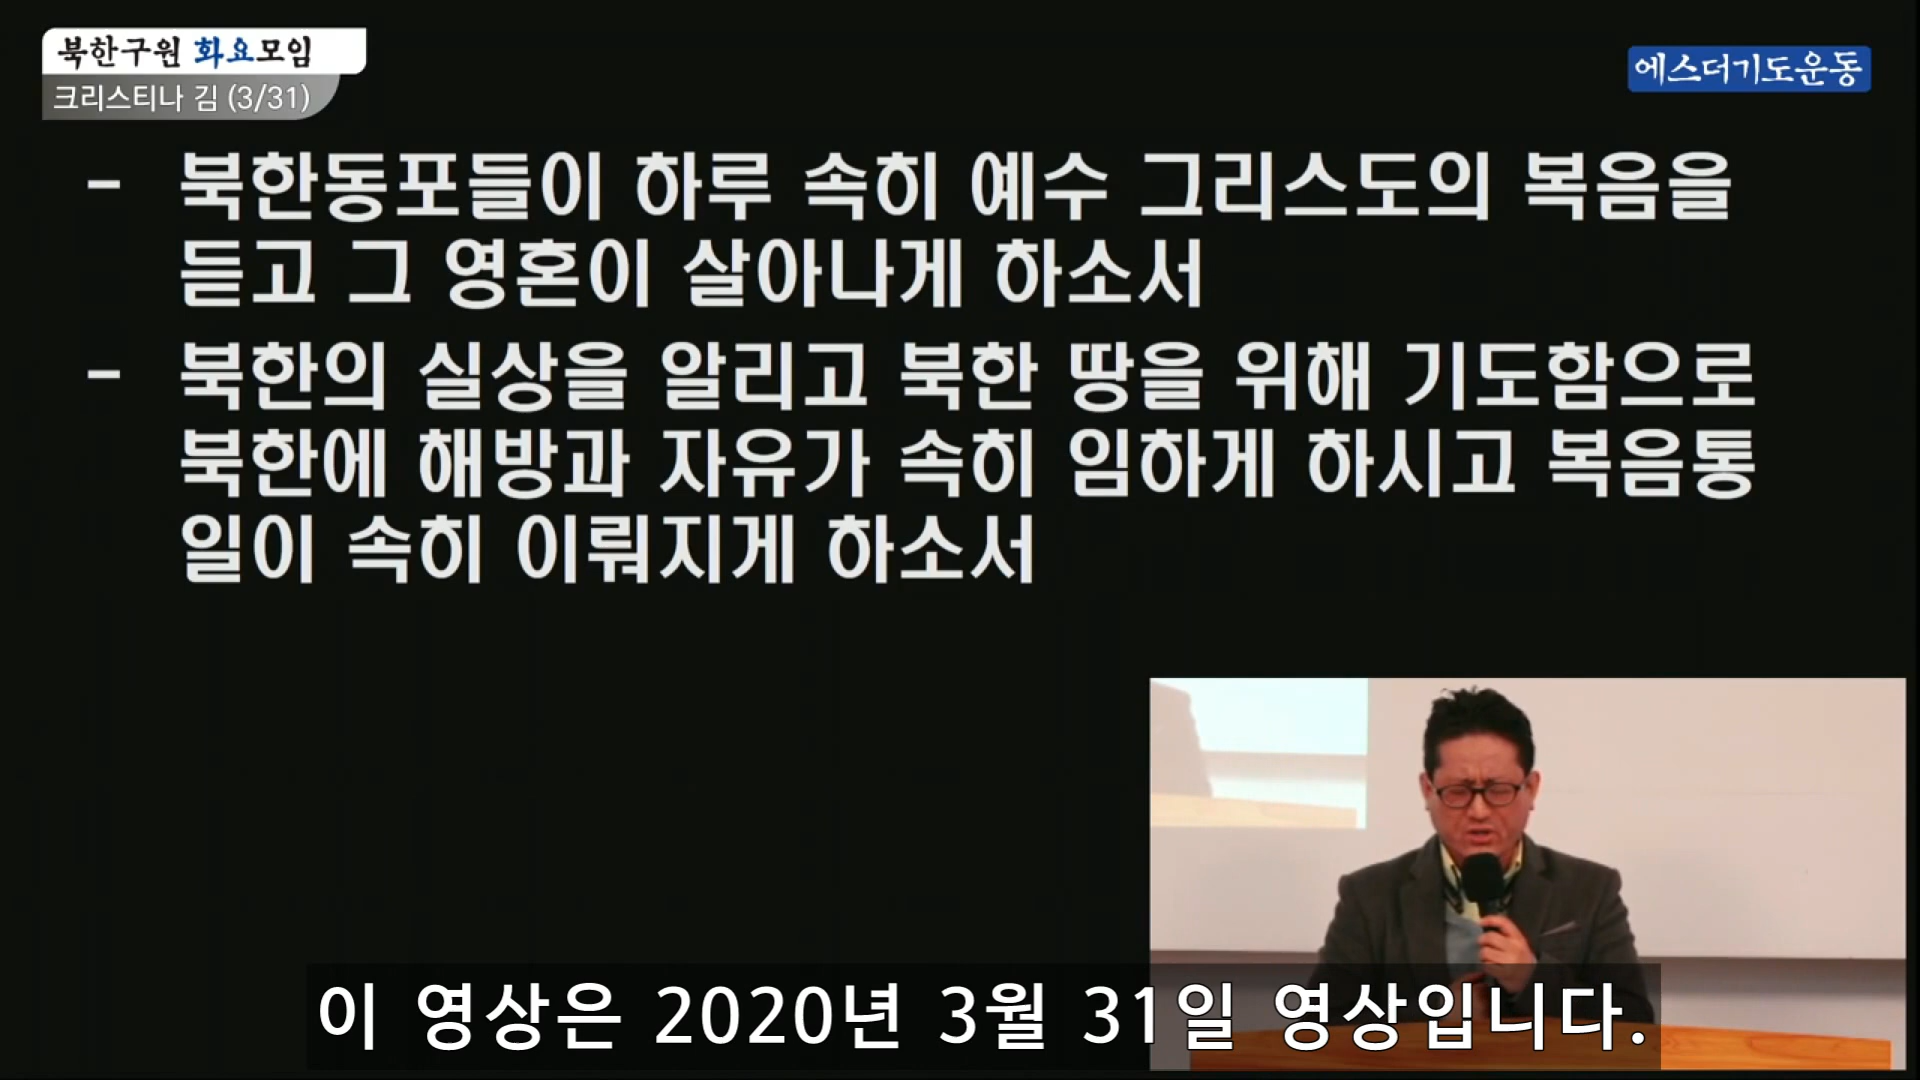 북한구원 화요모임
크리스티나 김 (3/31)
에스더기도운동
- 북한동포들이 하루 속히 예수 그리스도의 복음을
듣고 그 영혼이 살아나게 하소서
- 북한의 실상을 알리고 북한 땅을 위해 기도함으로
북한에 해방과 자유가 속히 임하게 하시고 복음통
일이 속히 이뤄지게 하소서
이 영상은 2020년 3월 31일 영상입니다.